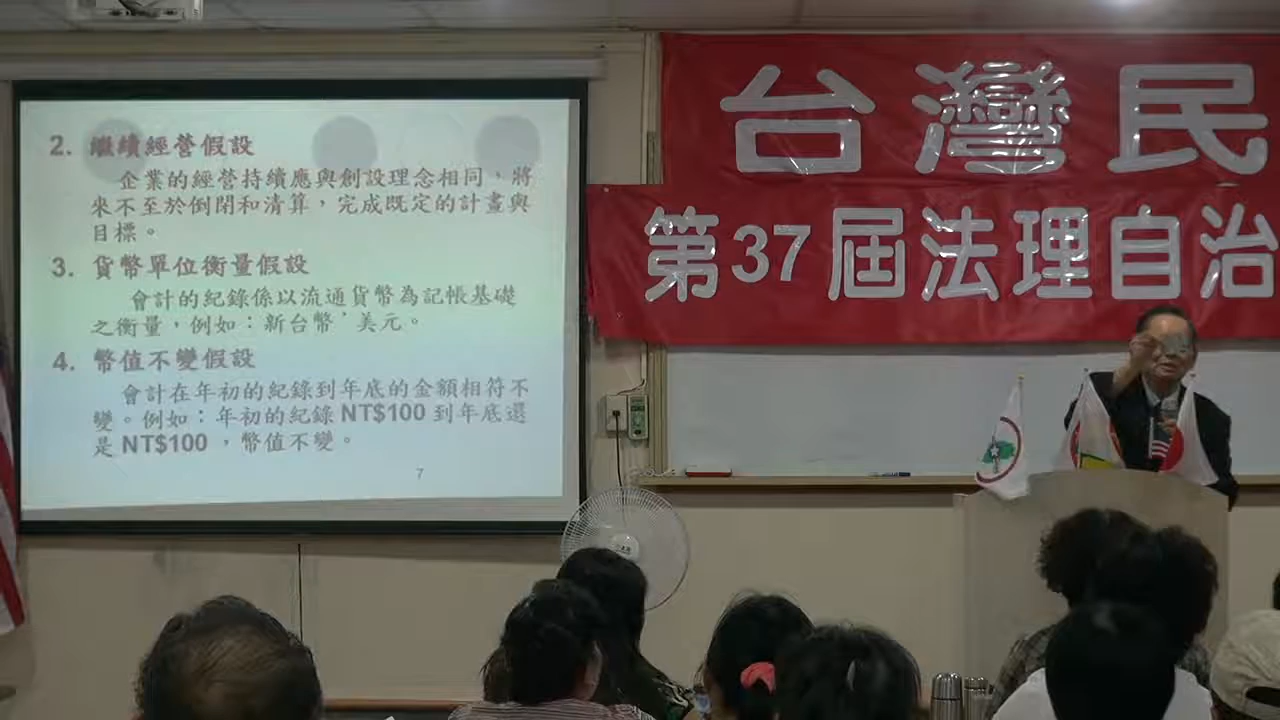 2. 繼續經營假設
企業的經營持續應與創設理念相同，將
來不至於倒閉和清算，完成既定的計畫與
目標。
3. 貨幣單位衡量假設
會計的紀錄係以流通貨幣為記帳基礎
之衡量，例如：新台幣，美元。
4. 幣值不變假設
會計在年初的紀錄到年底的金額相符不
變。例如：年初的紀錄 NT$100 到年底還
是 NT$100 ，幣值不變。
7
台灣民
第37屆法理自治